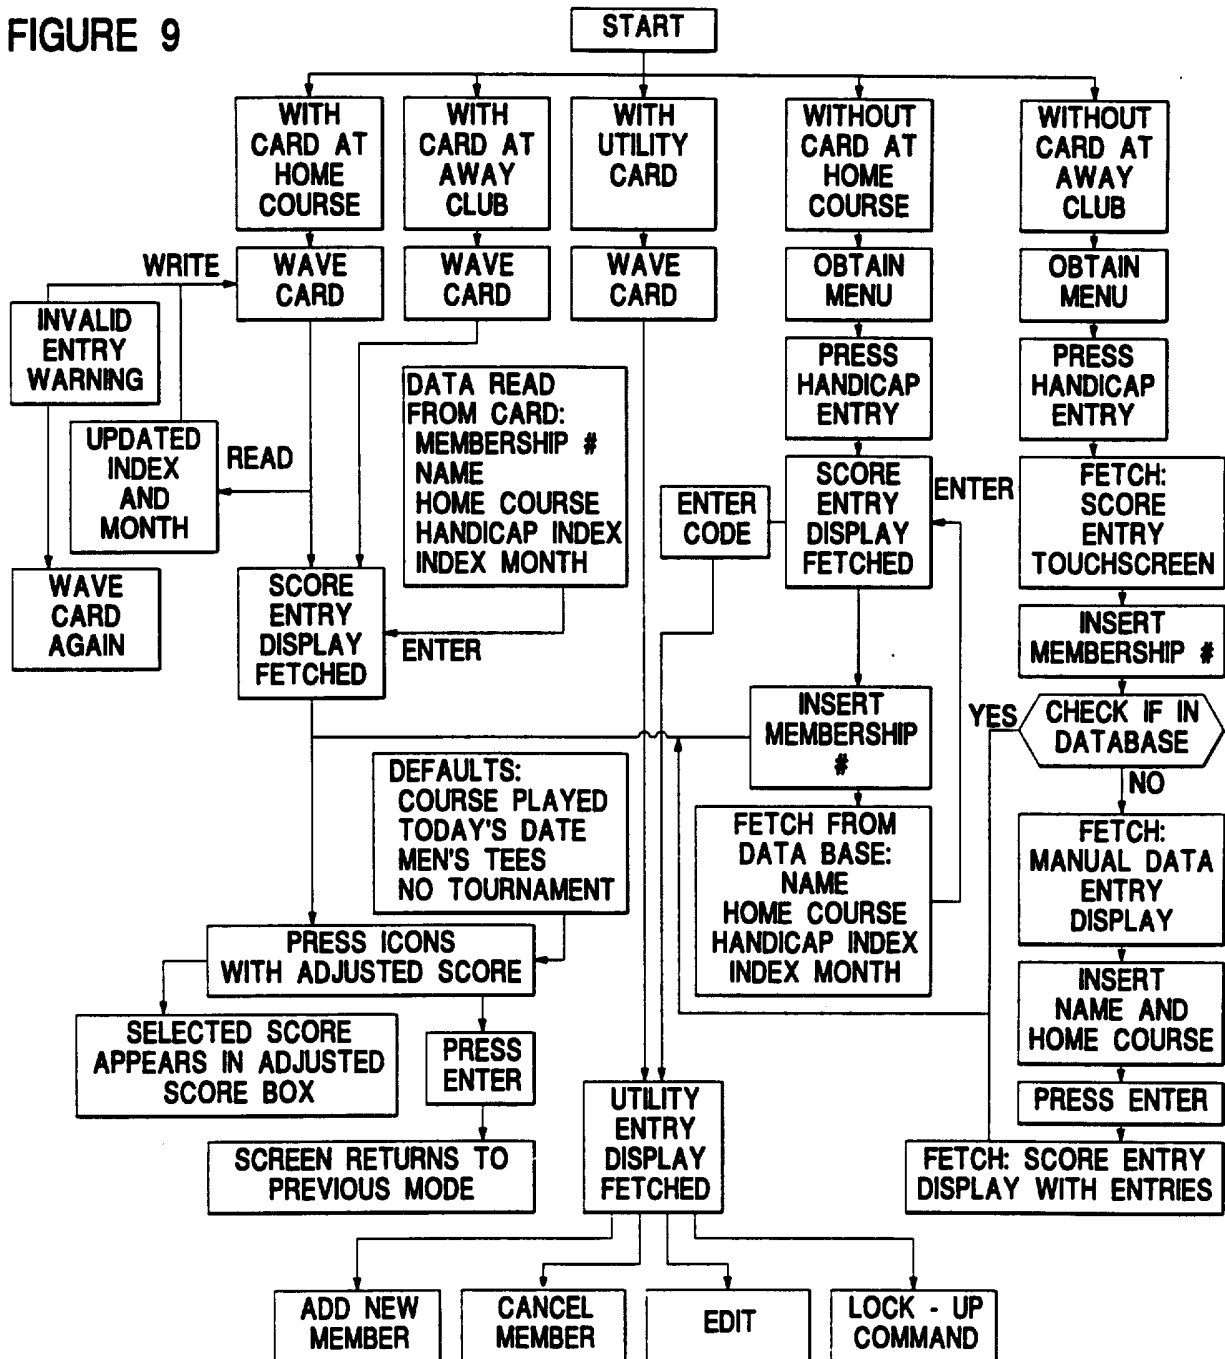 FIGURE 9
START
WITH
CARD AT
HOME
COURSE
WITH
CARD AT
AWAY
CLUB
WITH
UTILITY
CARD
WITHOUT
CARD AT
HOME
COURSE
WITHOUT
CARD AT
AWAY
CLUB
WRITE
WAVE
CARD
WAVE
CARD
WAVE
CARD
OBTAIN
MENU
OBTAIN
MENU
INVALID
ENTRY
WARNING
UPDATED
INDEX
AND
MONTH
READ
WAVE
CARD
AGAIN
DATA READ
FROM CARD:
MEMBERSHIP #
NAME
HOME COURSE
HANDICAP INDEX
INDEX MONTH
PRESS
HANDICAP
ENTRY
PRESS
HANDICAP
ENTRY
SCORE
ENTRY
DISPLAY
FETCHED
ENTER
ENTER
CODE
SCORE
ENTRY
DISPLAY
FETCHED
ENTER
FETCH:
SCORE
ENTRY
TOUCHSCREEN
INSERT
MEMBERSHIP #
INSERT
MEMBERSHIP
#
YES
CHECK IF IN
DATABASE
NO
DEFAULTS:
COURSE PLAYED
TODAY'S DATE
MEN'S TEES
NO TOURNAMENT
FETCH FROM
DATA BASE:
NAME
HOME COURSE
HANDICAP INDEX
INDEX MONTH
FETCH:
MANUAL DATA
ENTRY
DISPLAY
PRESS ICONS
WITH ADJUSTED SCORE
INSERT
NAME AND
HOME COURSE
SELECTED SCORE
APPEARS IN ADJUSTED
SCORE BOX
PRESS
ENTER
PRESS ENTER
SCREEN RETURNS TO
PREVIOUS MODE
UTILITY
ENTRY
DISPLAY
FETCHED
FETCH: SCORE ENTRY
DISPLAY WITH ENTRIES
ADD NEW
MEMBER
CANCEL
MEMBER
EDIT
LOCK - UP
COMMAND